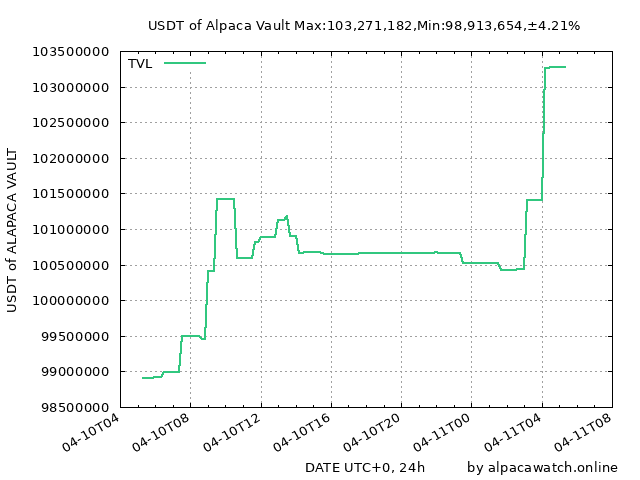 USDT of Alpaca Vault Max:103,271,182,Min:98,913,654,±4.21%
103500000
TVL
103000000
102500000
102000000
101500000
101000000
100500000
100000000
99500000
99000000
98500000
USDT of ALAPACA VAULT
04-10T04
04-10T08
04-10T12
04-10T16
04-10T20
04-11T00
04-11T04
04-11T08
DATE UTC+0, 24h
by alpacawatch.online